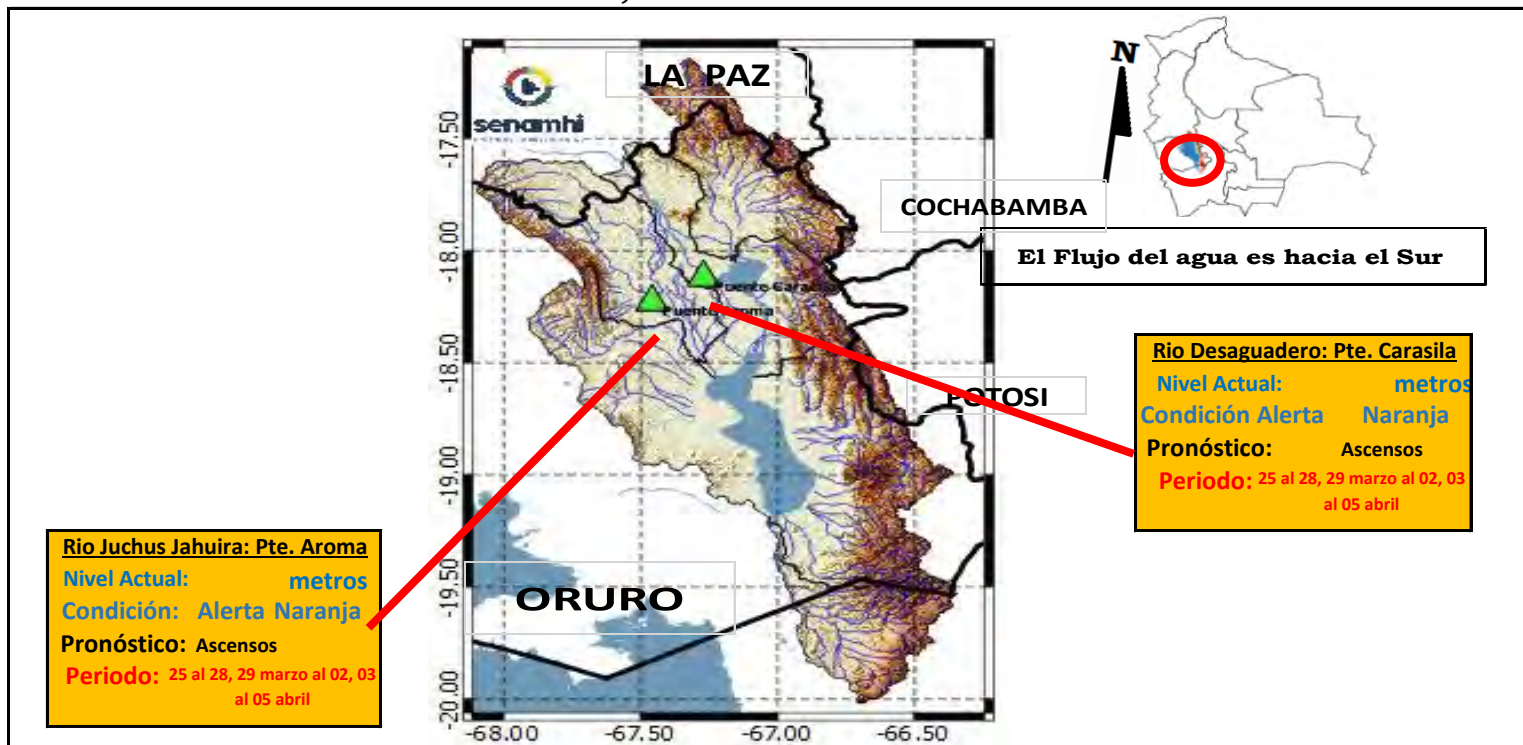 LA PAZ
senamhi
N
COCHABAMBA
El Flujo del agua es hacia el Sur
POTOSI
ORURO
Puente
Puente
Rio Desaguadero: Pte. Carasila
Nivel Actual: metros
Condición Alerta Naranja
Pronóstico: Ascensos
Periodo: 25 al 28, 29 marzo al 02, 03
al 05 abril
Rio Juchus Jahuira: Pte. Aroma
Nivel Actual: metros
Condición: Alerta Naranja
Pronóstico: Ascensos
Periodo: 25 al 28, 29 marzo al 02, 03
al 05 abril
-17.50
-18.00
-18.50
-19.00
-19.50
-20.00
-68.00 -67.50 -67.00 -66.50